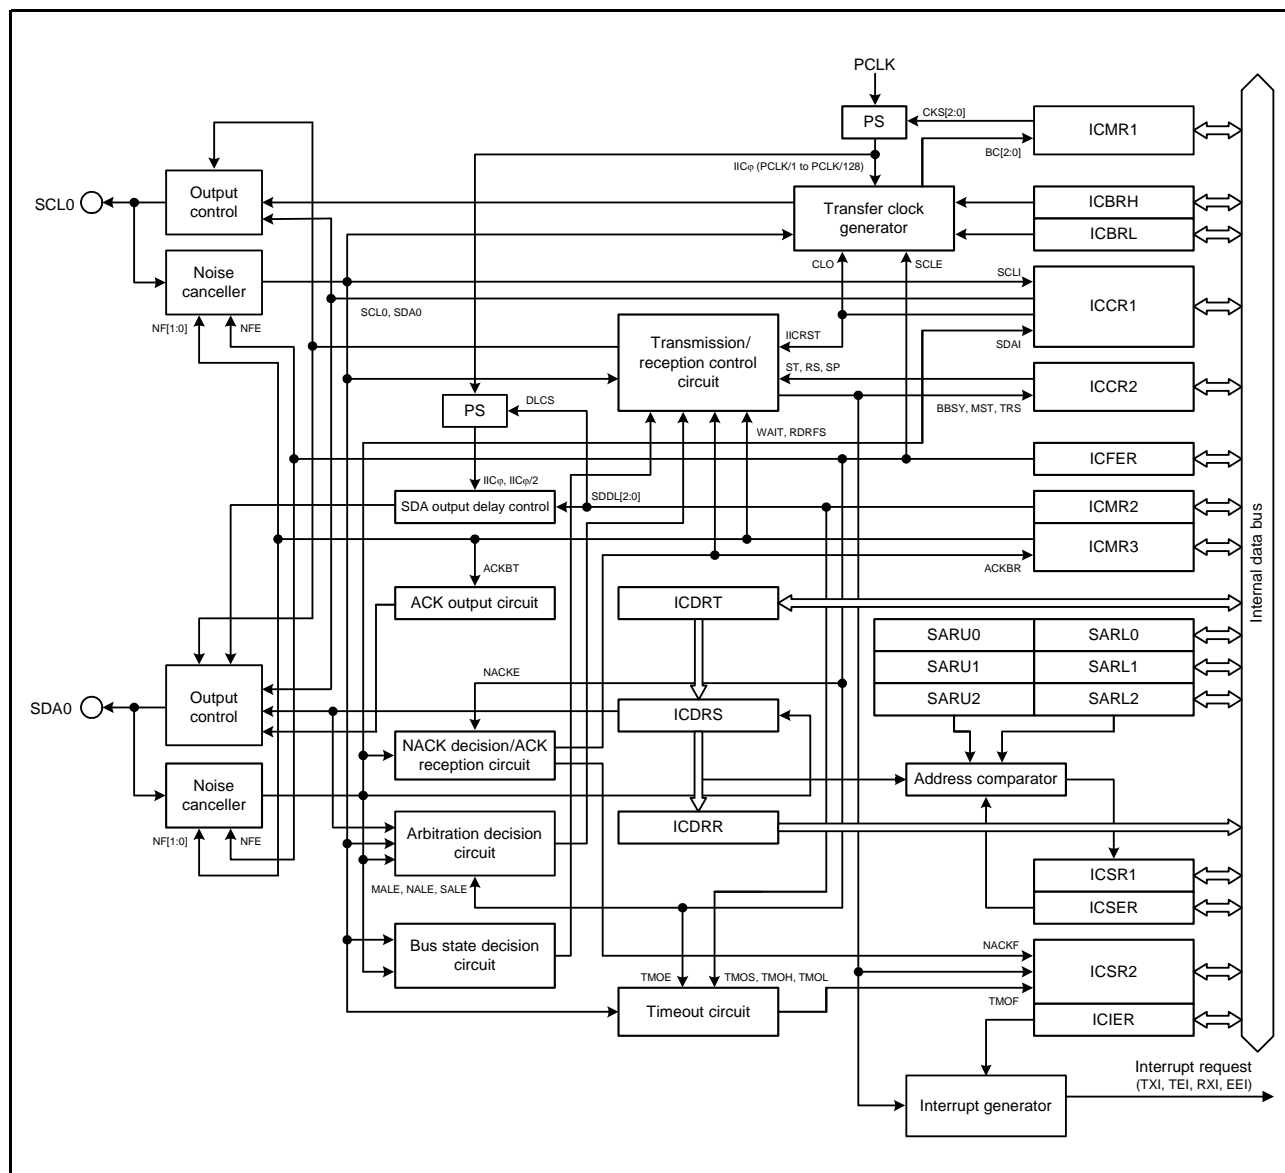 PCLK
PS
CKS[2:0]
ICMR1
BC[2:0]
IICφ (PCLK/1 to PCLK/128)
SCL0
Output
control
Transfer clock
generator
ICBRH
ICBRL
Noise
canceller
CLO
SCLE
SCLI
ICCR1
NF[1:0]
NFE
SCL0, SDA0
Transmission/
reception control
circuit
IICRST
SDAI
ST, RS, SP
ICCR2
BBSY, MST, TRS
PS
DLCS
WAIT, RDRFS
ICFER
IICφ, IICφ/2
SDA output delay control
SDDL[2:0]
ICMR2
ICMR3
ACKBT
ACKBR
ACK output circuit
ICDRT
Internal data bus
SARU0
SARL0
SARU1
SARL1
SARU2
SARL2
NACKE
SDA0
Output
control
ICDRS
NACK decision/ACK
reception circuit
Address comparator
Noise
canceller
NF[1:0]
NFE
Arbitration decision
circuit
ICDRR
MALE, NALE, SALE
ICSR1
ICSER
Bus state decision
circuit
NACKF
ICSR2
TMOE
TMOS, TMOH, TMOL
Timeout circuit
TMOF
ICIER
Interrupt generator
Interrupt request
(TXI, TEI, RXI, EEI)